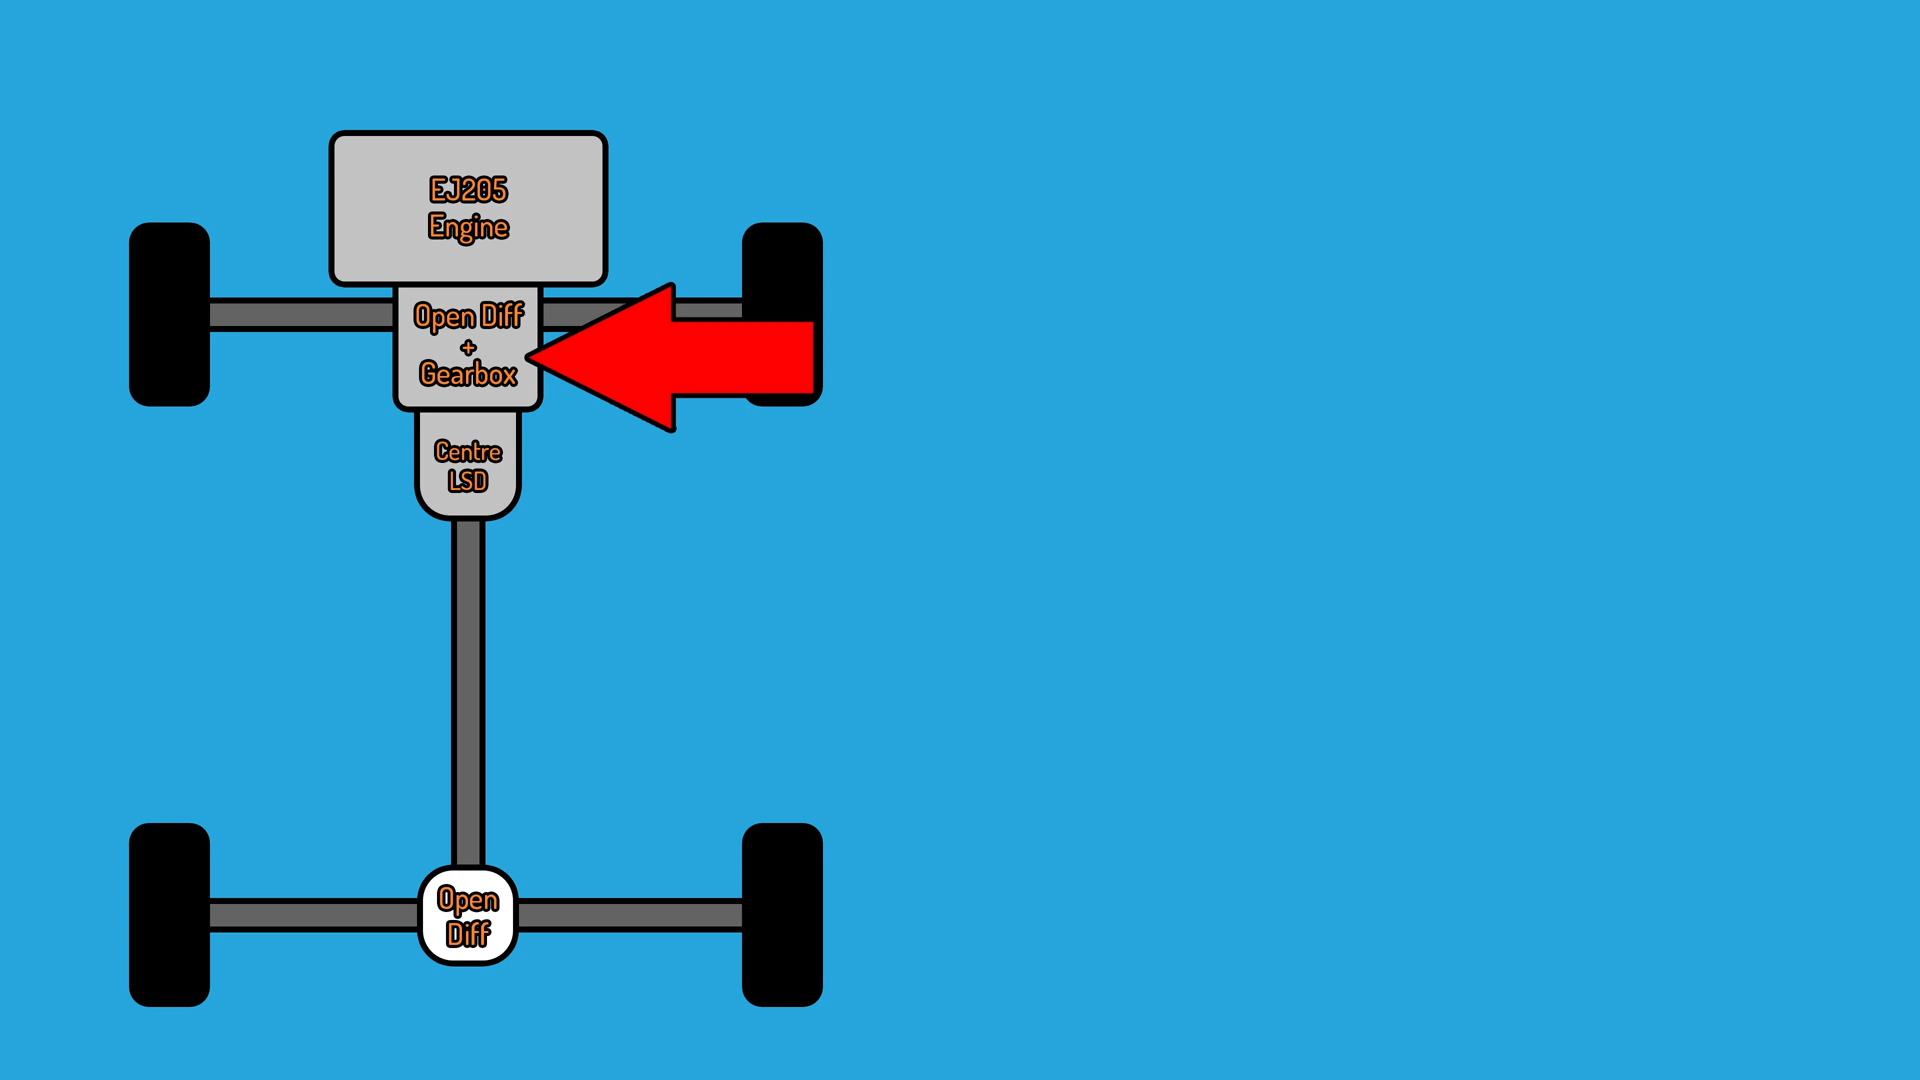 EJ205
Engine
Open Diff
+
Gearbox
Centre
LSD
Open
Diff